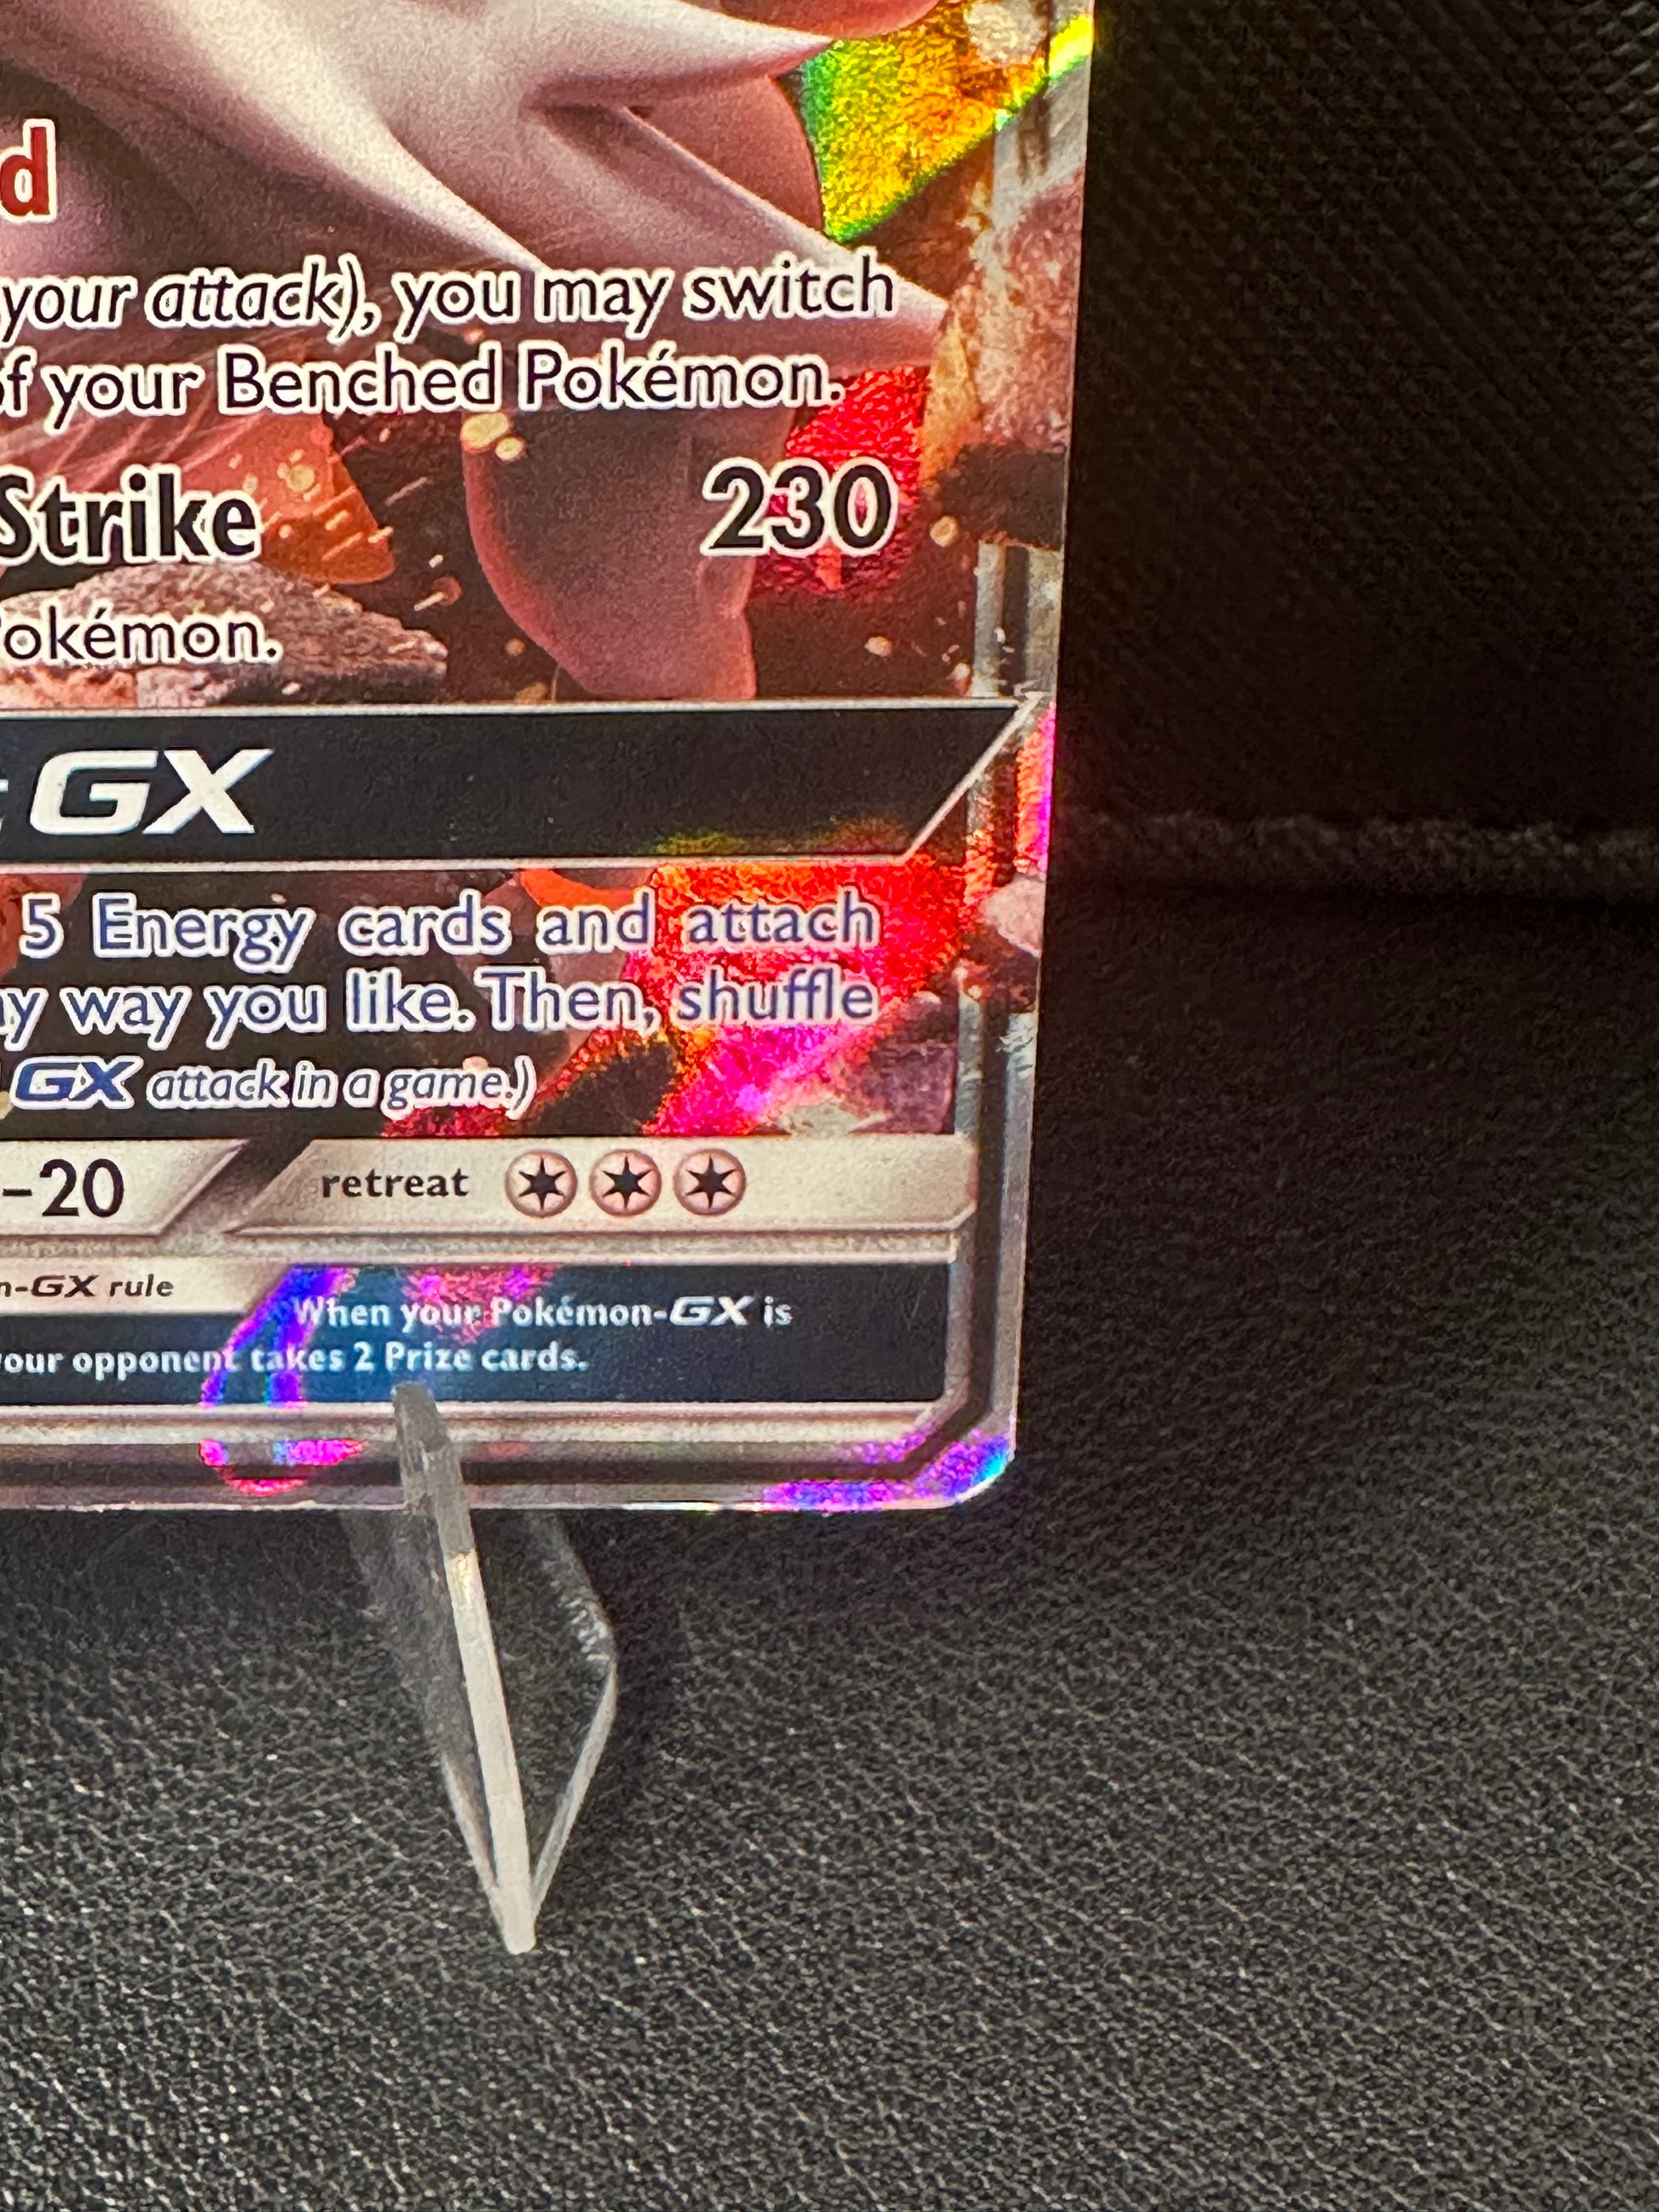 d
your attack), you may switch
of your Benched Pokémon.
Strike 230
Pokémon.
GX
5 Energy cards and attach
way you like. Then, shuffle
GX attack in a game.)
–20 retreat
-GX rule
When your Pokémon-GX is
your opponent takes 2 Prize cards.